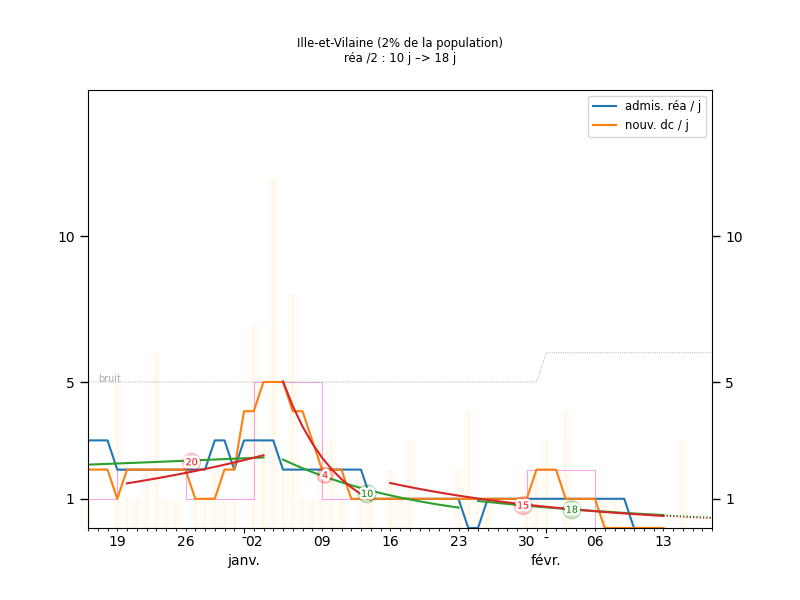 Ille-et-Vilaine (2% de la population)
réa /2 : 10 j –> 18 j
admis. réa / j
nouv. dc / j
10
10
bruit
5
5
20
4
10
15
18
1
1
19
26
02
09
16
23
30
06
13
janv.
févr.